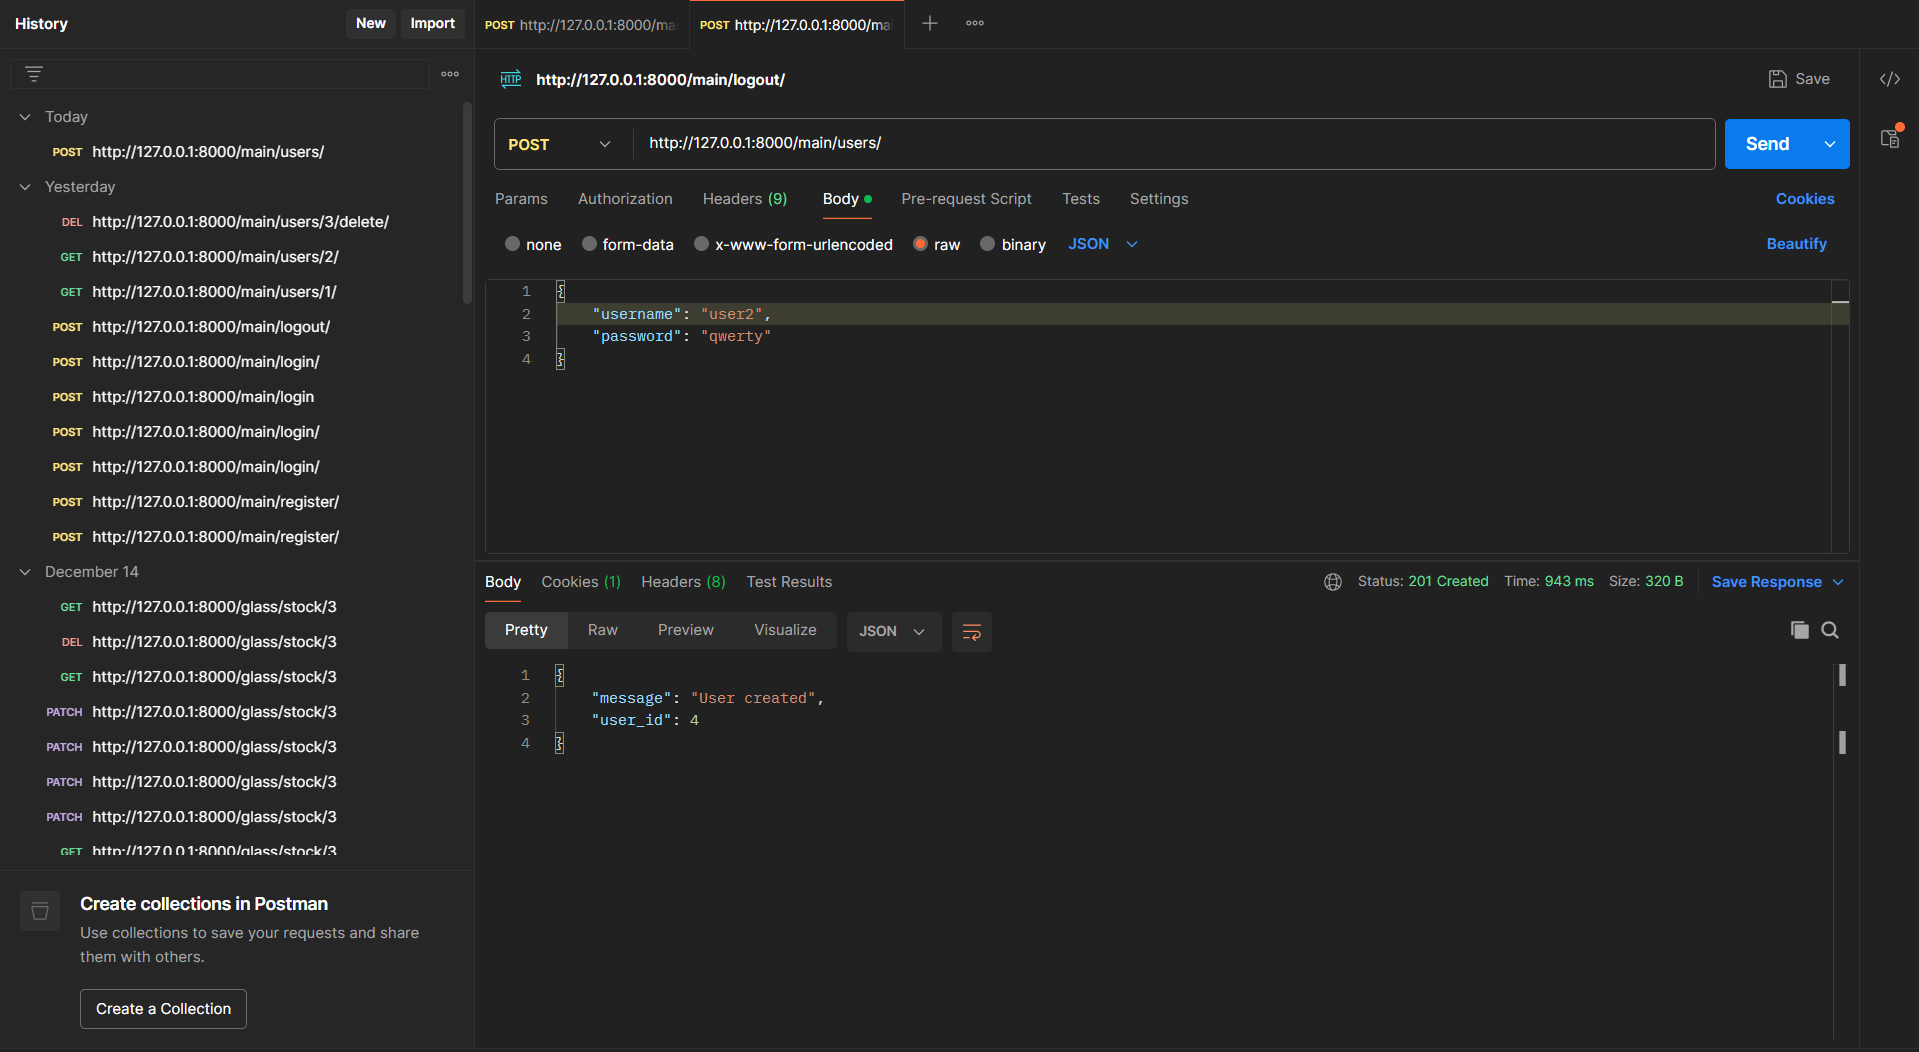 History
New
Import
POST http://127.0.0.1:8000/ma
POST http://127.0.0.1:8000/mai
http://127.0.0.1:8000/main/logout/
Save
Today
POST http://127.0.0.1:8000/main/users/
Yesterday
DEL http://127.0.0.1:8000/main/users/3/delete/
GET http://127.0.0.1:8000/main/users/2/
GET http://127.0.0.1:8000/main/users/1/
POST http://127.0.0.1:8000/main/logout/
POST http://127.0.0.1:8000/main/login/
POST http://127.0.0.1:8000/main/login
POST http://127.0.0.1:8000/main/login/
POST http://127.0.0.1:8000/main/login/
POST http://127.0.0.1:8000/main/register/
POST http://127.0.0.1:8000/main/register/
December 14
GET http://127.0.0.1:8000/glass/stock/3
DEL http://127.0.0.1:8000/glass/stock/3
GET http://127.0.0.1:8000/glass/stock/3
PATCH http://127.0.0.1:8000/glass/stock/3
PATCH http://127.0.0.1:8000/glass/stock/3
PATCH http://127.0.0.1:8000/glass/stock/3
PATCH http://127.0.0.1:8000/glass/stock/3
GET http://127.0.0.1:8000/glass/stock/3
Create collections in Postman
Use collections to save your requests and share
them with others.
Create a Collection
HTTP
POST http://127.0.0.1:8000/main/users/
Send
Params Authorization Headers (9) Body Pre-request Script Tests Settings Cookies
none form-data x-www-form-urlencoded raw binary JSON Beautify
1 {
2 "username": "user2",
3 "password": "qwerty"
4 }
Body Cookies (1) Headers (8) Test Results Status: 201 Created Time: 943 ms Size: 320 B Save Response
Pretty Raw Preview Visualize JSON
1 {
2 "message": "User created",
3 "user_id": 4
4 }